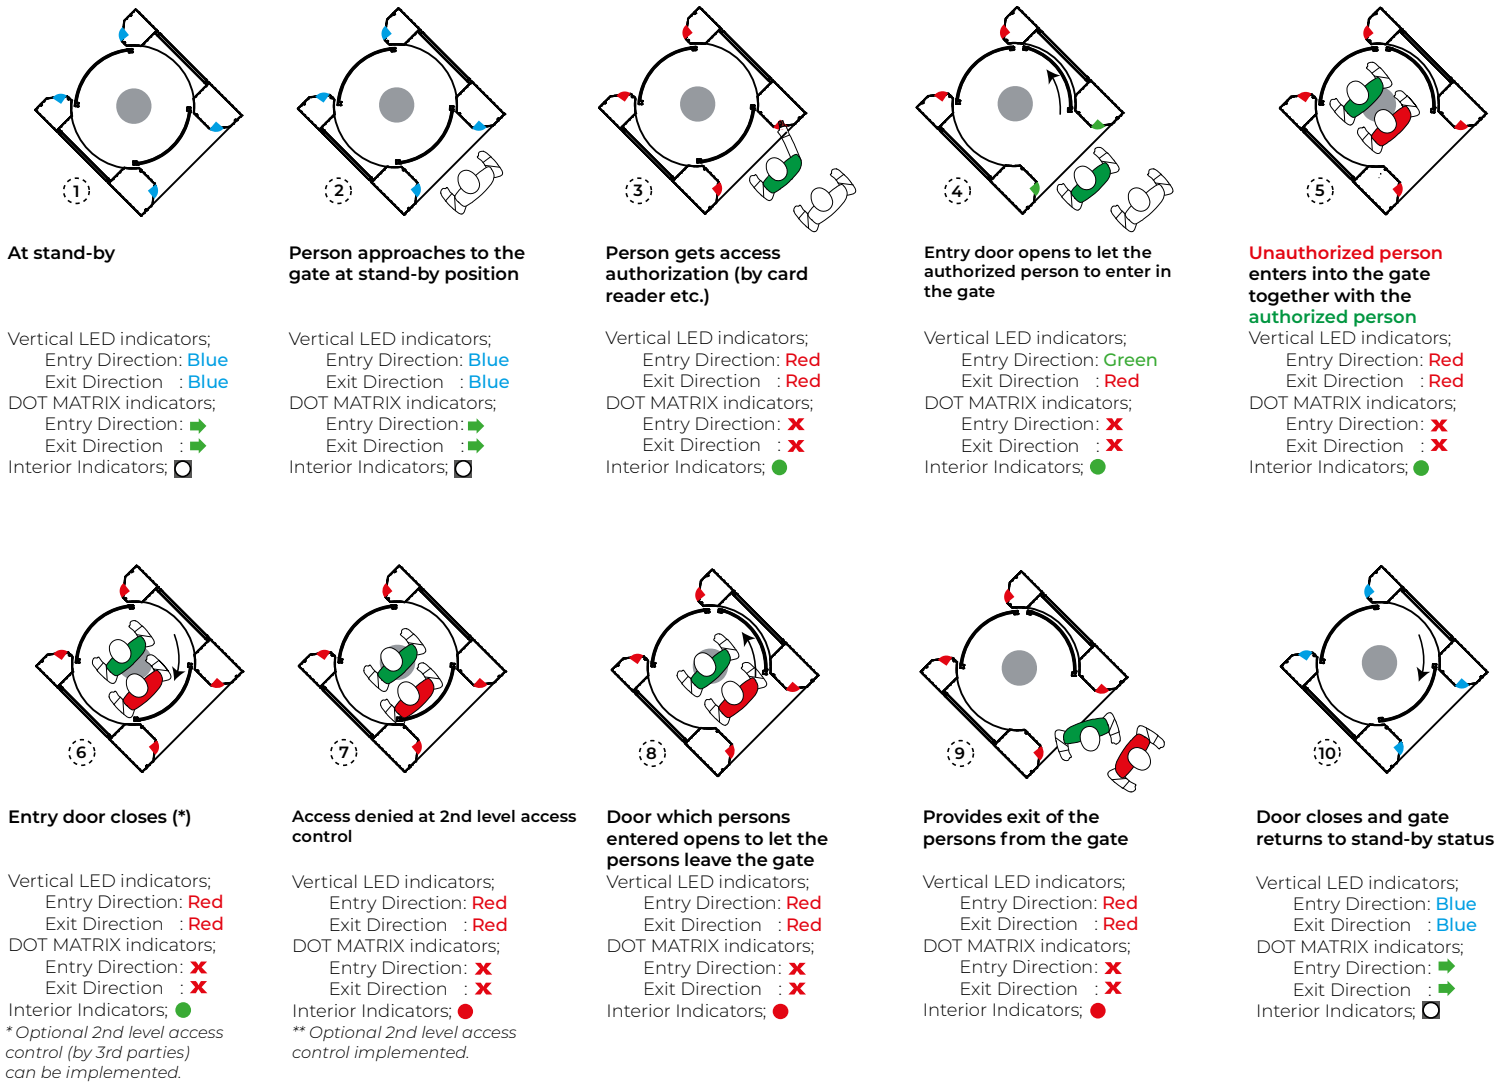 1
At stand-by
Vertical LED indicators;
Entry Direction: Blue
Exit Direction : Blue
DOT MATRIX indicators;
Entry Direction:
Exit Direction :
Interior Indicators;
2
Person approaches to the
gate at stand-by position
Vertical LED indicators;
Entry Direction: Blue
Exit Direction : Blue
DOT MATRIX indicators;
Entry Direction:
Exit Direction :
Interior Indicators;
3
Person gets access
authorization (by card
reader etc.)
Vertical LED indicators;
Entry Direction: Red
Exit Direction : Red
DOT MATRIX indicators;
Entry Direction: X
Exit Direction : X
Interior Indicators;
4
Entry door opens to let the
authorized person to enter in
the gate
Vertical LED indicators;
Entry Direction: Green
Exit Direction : Red
DOT MATRIX indicators;
Entry Direction: X
Exit Direction : X
Interior Indicators;
5
Unauthorized person
enters into the gate
together with the
authorized person
Vertical LED indicators;
Entry Direction: Red
Exit Direction : Red
DOT MATRIX indicators;
Entry Direction: X
Exit Direction : X
Interior Indicators;
6
Entry door closes (*)
Vertical LED indicators;
Entry Direction: Red
Exit Direction : Red
DOT MATRIX indicators;
Entry Direction: X
Exit Direction : X
Interior Indicators;
* Optional 2nd level access
control (by 3rd parties)
can be implemented.
7
Access denied at 2nd level access
control
Vertical LED indicators;
Entry Direction: Red
Exit Direction : Red
DOT MATRIX indicators;
Entry Direction: X
Exit Direction : X
Interior Indicators;
** Optional 2nd level access
control implemented.
8
Door which persons
entered opens to let the
persons leave the gate
Vertical LED indicators;
Entry Direction: Red
Exit Direction : Red
DOT MATRIX indicators;
Entry Direction: X
Exit Direction : X
Interior Indicators;
9
Provides exit of the
persons from the gate
Vertical LED indicators;
Entry Direction: Red
Exit Direction : Red
DOT MATRIX indicators;
Entry Direction: X
Exit Direction : X
Interior Indicators;
10
Door closes and gate
returns to stand-by status
Vertical LED indicators;
Entry Direction: Blue
Exit Direction : Blue
DOT MATRIX indicators;
Entry Direction:
Exit Direction :
Interior Indicators;